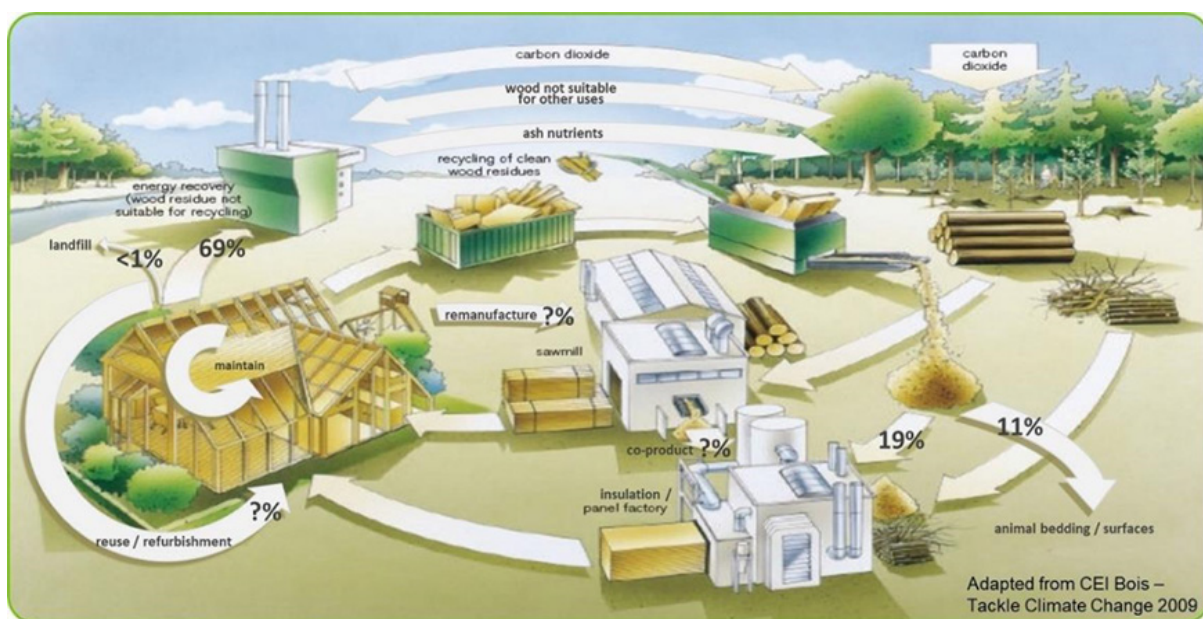 carbon dioxide
carbon
dioxide
wood not suitable
for other uses
ash nutrients
recycling of clean
wood residues
energy recovery
(wood residue not
suitable for recycling)
landfill
<1%
69%
remanufacture ?%
sawmill
maintain
co-product ?%
19%
11%
insulation /
panel factory
?%
reuse / refurbishment
animal bedding / surfaces
Adapted from CEI Bois –
Tackle Climate Change 2009